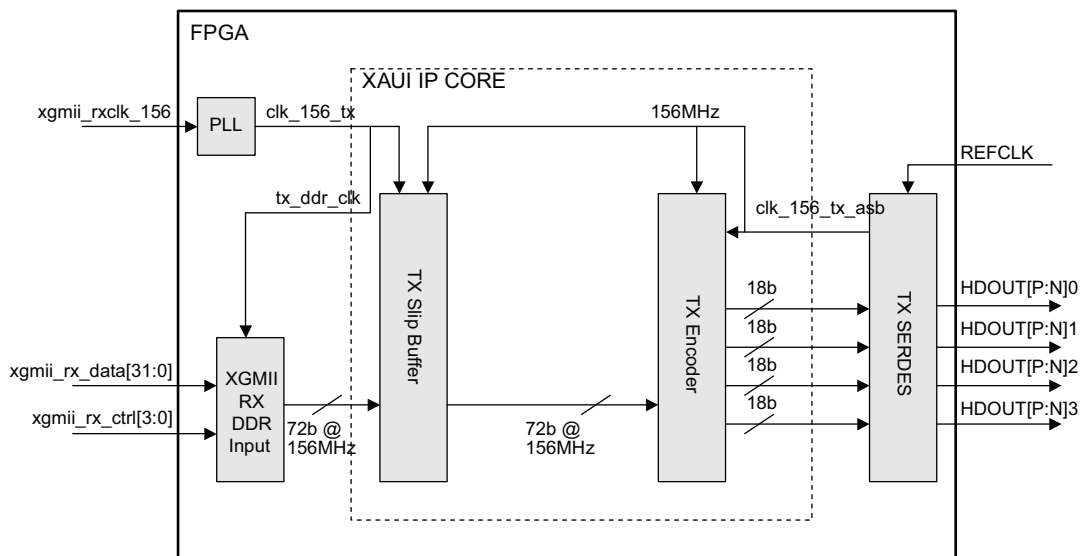 FPGA
XAUI IP CORE
xgmii_rxclk_156
PLL
clk_156_tx
156MHz
REFCLK
tx_ddr_clk
clk_156_tx_asb
TX Slip Buffer
TX Encoder
TX SERDES
18b
18b
18b
18b
HDOUT[P:N]0
HDOUT[P:N]1
HDOUT[P:N]2
HDOUT[P:N]3
xgmii_rx_data[31:0]
xgmii_rx_ctrl[3:0]
XGMII
RX
DDR
Input
72b @
156MHz
72b @
156MHz